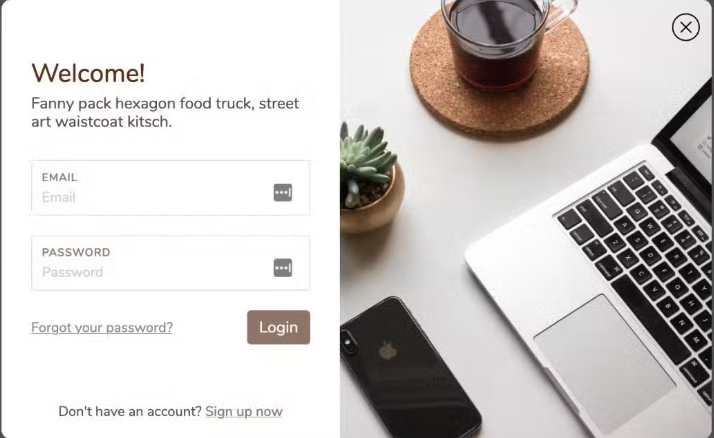 Welcome!
Fanny pack hexagon food truck, street
art waistcoat kitsch.
EMAIL
Email
PASSWORD
Password
Forgot your password?
Login
Don't have an account? Sign up now